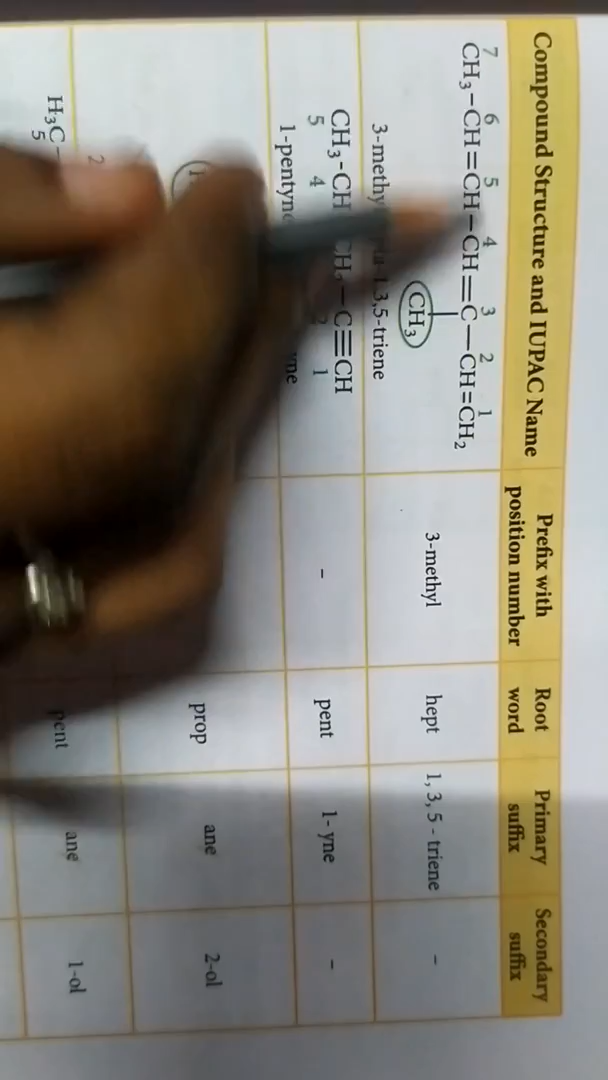 Compound Structure and IUPAC Name
Prefix with position number
Root word
Primary suffix
Secondary suffix
7 6 5 4 3 2 1
CH₃–CH=CH–CH=C–CH=CH₂
CH₃
3-methyl
hept
1, 3, 5 - triene
-
1,3,5-triene
CH₃-CH
C≡CH
5 4 2 1
1-pentyne
-
pent
1- yne
-
prop
ane
2-ol
2
H₃C
5
pent
ane
1-ol